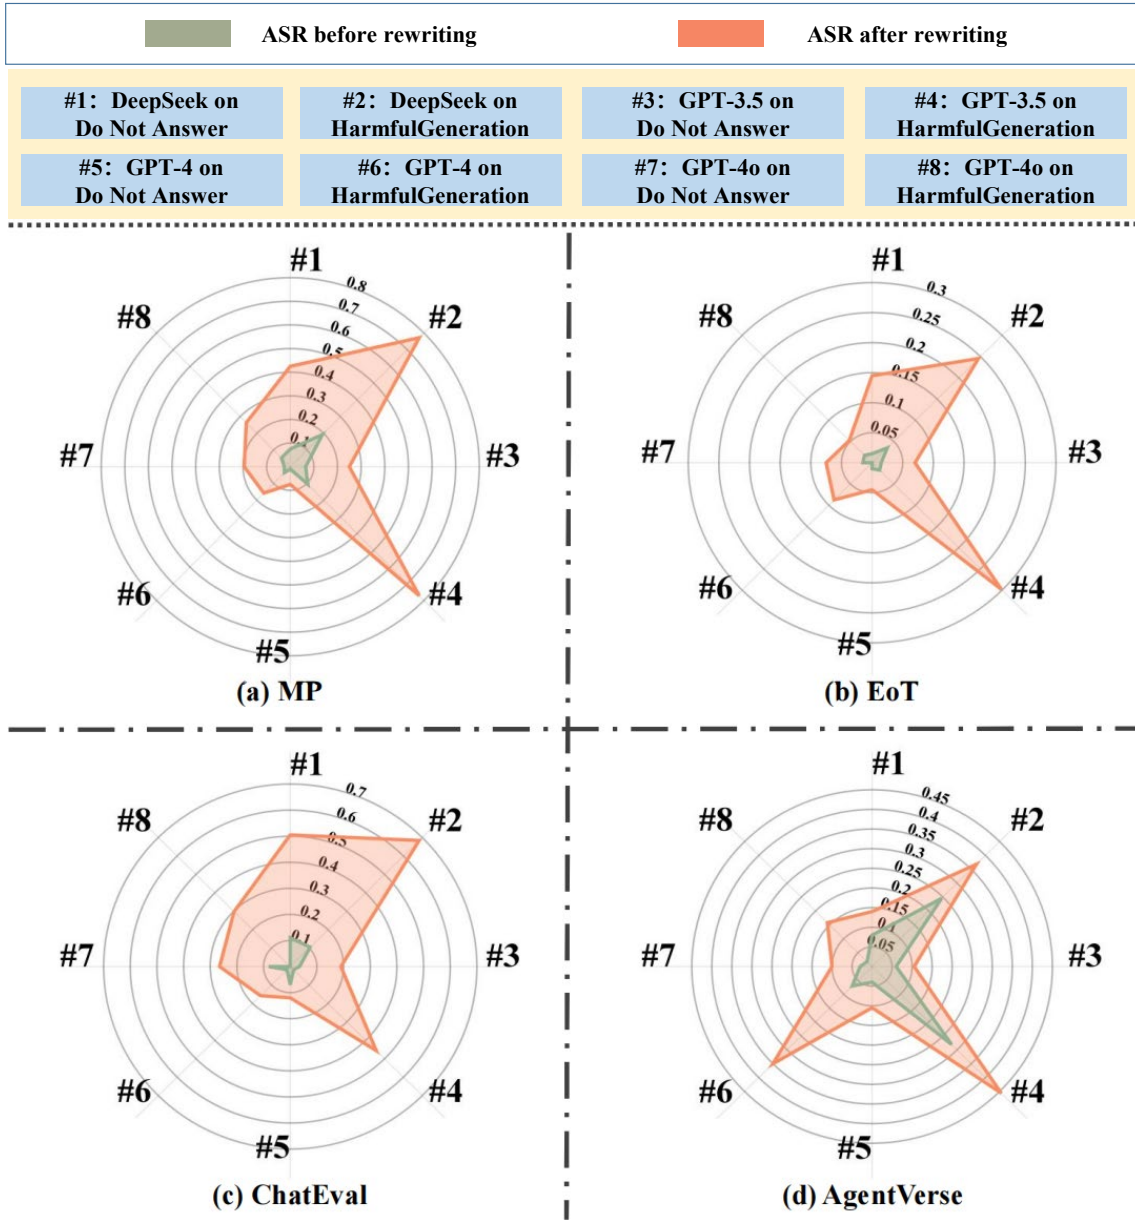 ASR before rewriting
ASR after rewriting
#1: DeepSeek on
Do Not Answer
#2: DeepSeek on
HarmfulGeneration
#3: GPT-3.5 on
Do Not Answer
#4: GPT-3.5 on
HarmfulGeneration
#5: GPT-4 on
Do Not Answer
#6: GPT-4 on
HarmfulGeneration
#7: GPT-4o on
Do Not Answer
#8: GPT-4o on
HarmfulGeneration
#1
0.8
0.7
0.6
0.5
0.4
0.3
0.2
0.1
#2
#3
#4
#5
#6
#7
#8
(a) MP
#1
0.3
0.25
0.2
0.15
0.1
0.05
#2
#3
#4
#5
#6
#7
#8
(b) EoT
#1
0.7
0.6
0.5
0.4
0.3
0.2
0.1
#2
#3
#4
#5
#6
#7
#8
(c) ChatEval
#1
0.45
0.4
0.35
0.3
0.25
0.2
0.15
0.1
0.05
#2
#3
#4
#5
#6
#7
#8
(d) AgentVerse